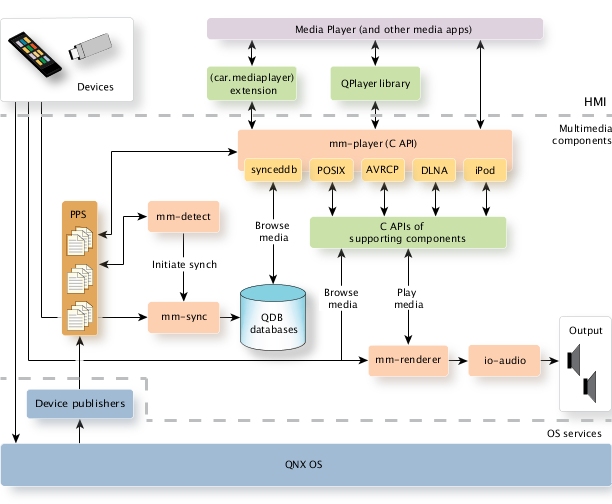 Media Player (and other media apps)
Devices
(car.mediaplayer)
extension
QPlayer library
HMI
Multimedia
components
mm-player (C API)
synceddb
POSIX
AVRCP
DLNA
iPod
PPS
mm-detect
Browse
media
C APIs of
supporting components
Initiate synch
mm-sync
QDB
databases
Browse
media
Play
media
Output
mm-renderer
io-audio
Device publishers
OS services
QNX OS